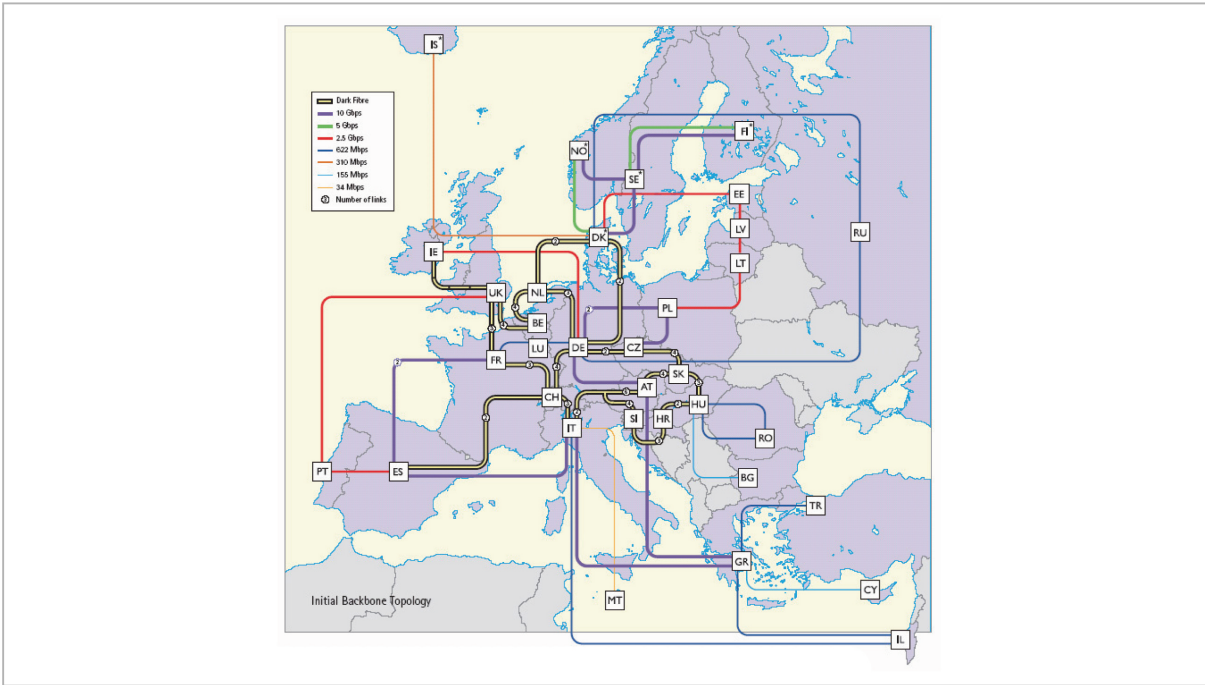 IS*
Dark Fibre
10 Gbps
5 Gbps
2.5 Gbps
622 Mbps
310 Mbps
155 Mbps
34 Mbps
Number of links
FI*
NO*
SE*
EE
LV
RU
DK*
IE
LT
UK
NL
PL
BE
LU
DE
CZ
FR
SK
AT
CH
HU
SI
HR
IT
RO
PT
ES
BG
TR
GR
CY
MT
Initial Backbone Topology
IL